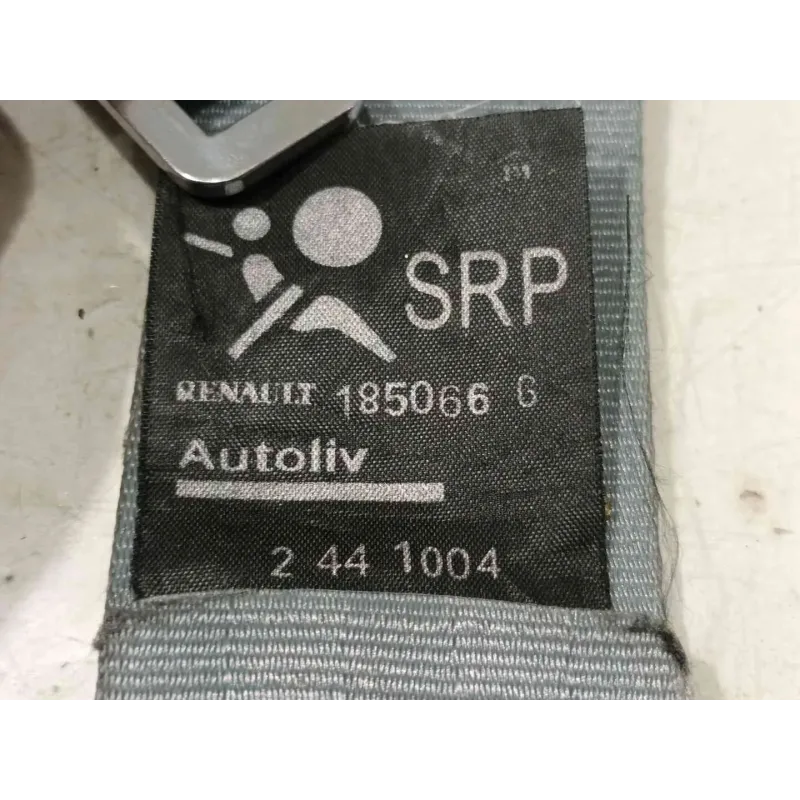 SRP
RENAULT 185066 G
Autoliv
2 44 1004